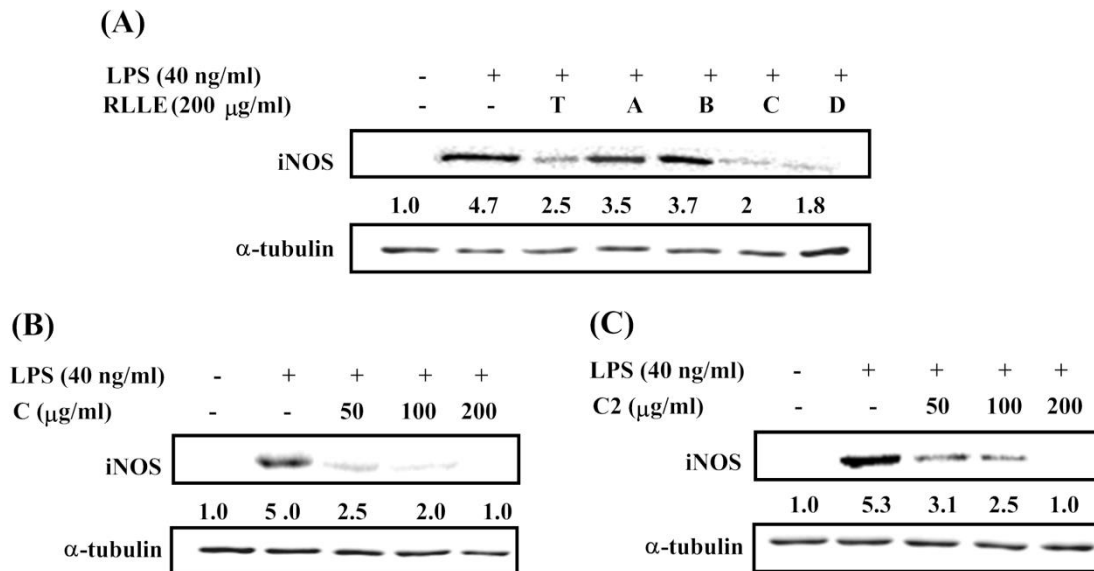 (A)
LPS (40 ng/ml) - + + + + + +
RLLE (200 μg/ml) - - T A B C D
iNOS
1.0 4.7 2.5 3.5 3.7 2 1.8
α-tubulin
(B)
LPS (40 ng/ml) - + + + +
C (μg/ml) - - 50 100 200
iNOS
1.0 5.0 2.5 2.0 1.0
α-tubulin
(C)
LPS (40 ng/ml) - + + + +
C2 (μg/ml) - - 50 100 200
iNOS
1.0 5.3 3.1 2.5 1.0
α-tubulin